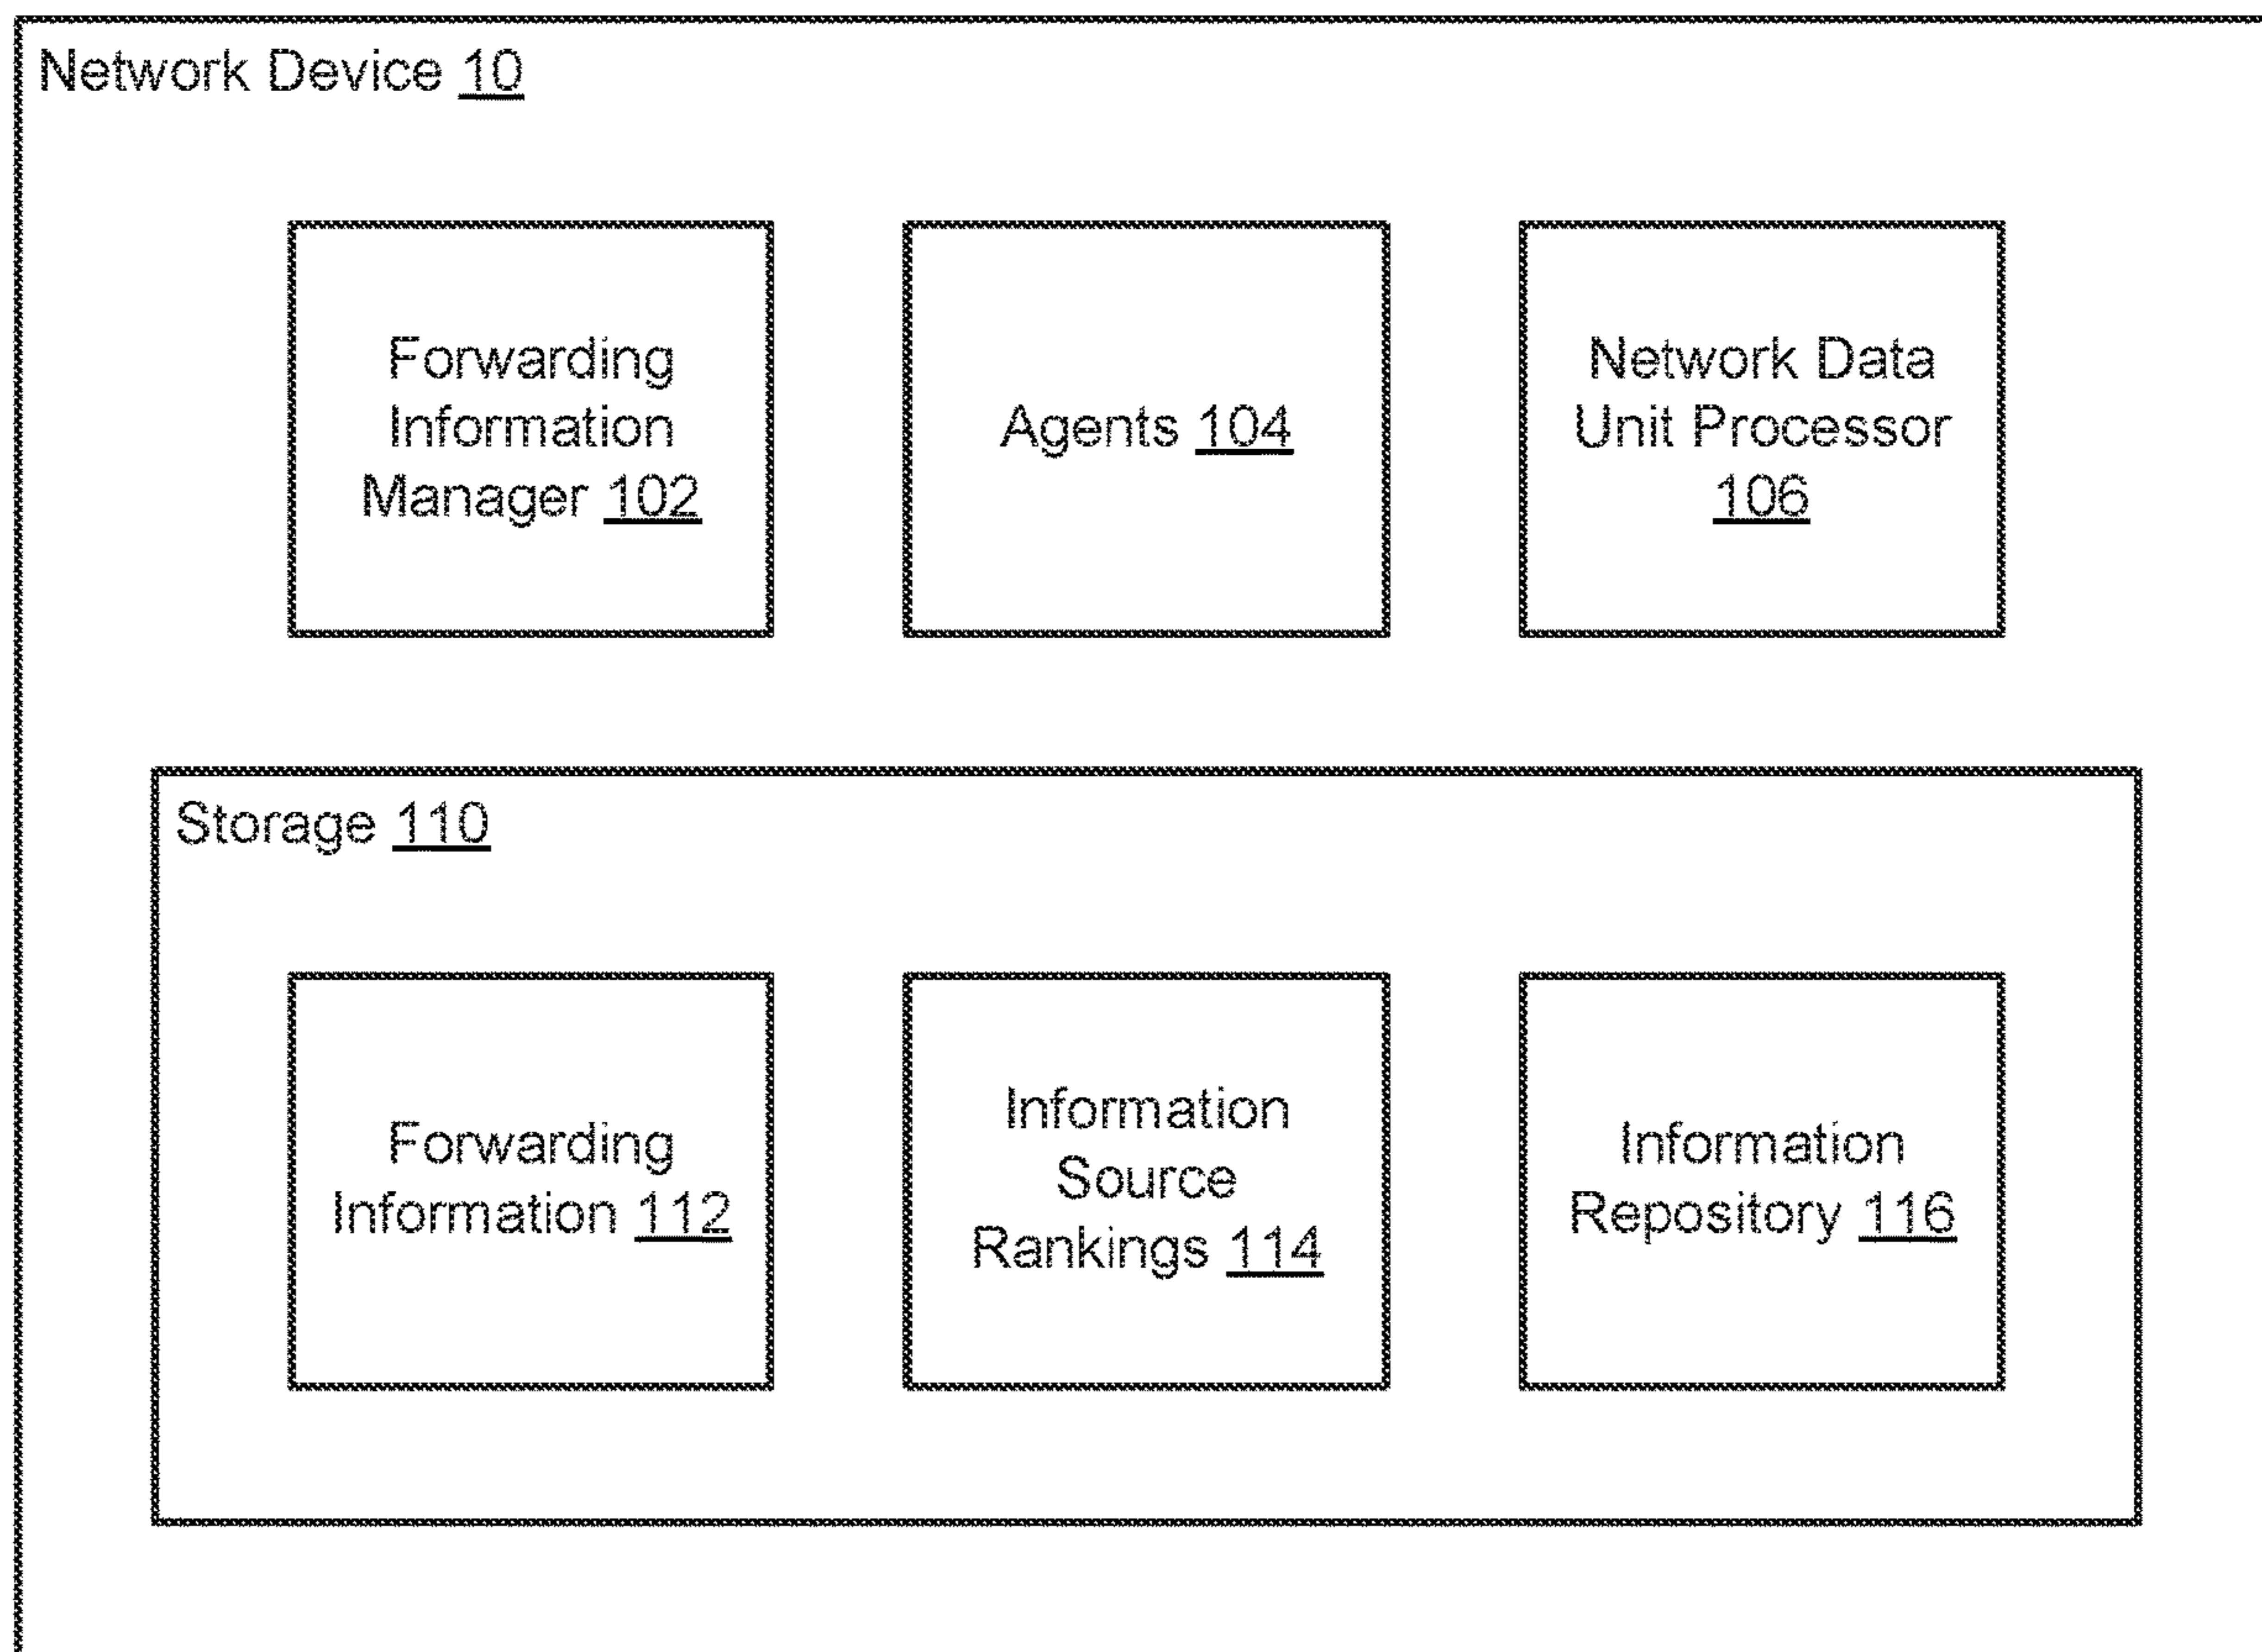 Network Device 10
Forwarding
Information
Manager 102
Agents 104
Network Data
Unit Processor
106
Storage 110
Forwarding
Information 112
Information
Source
Rankings 114
Information
Repository 116